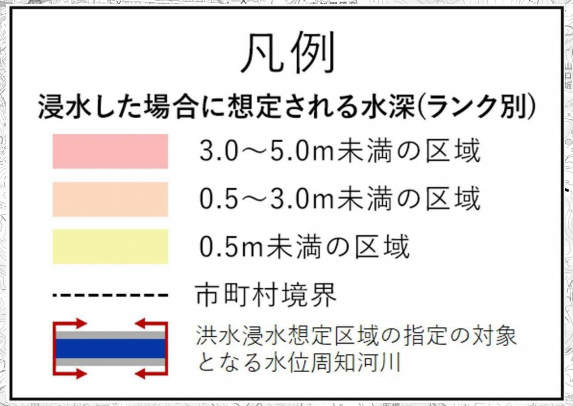 凡例
浸水した場合に想定される水深(ランク別)
3.0～5.0m未満の区域
0.5～3.0m未満の区域
0.5m未満の区域
市町村境界
洪水浸水想定区域の指定の対象
となる水位周知河川